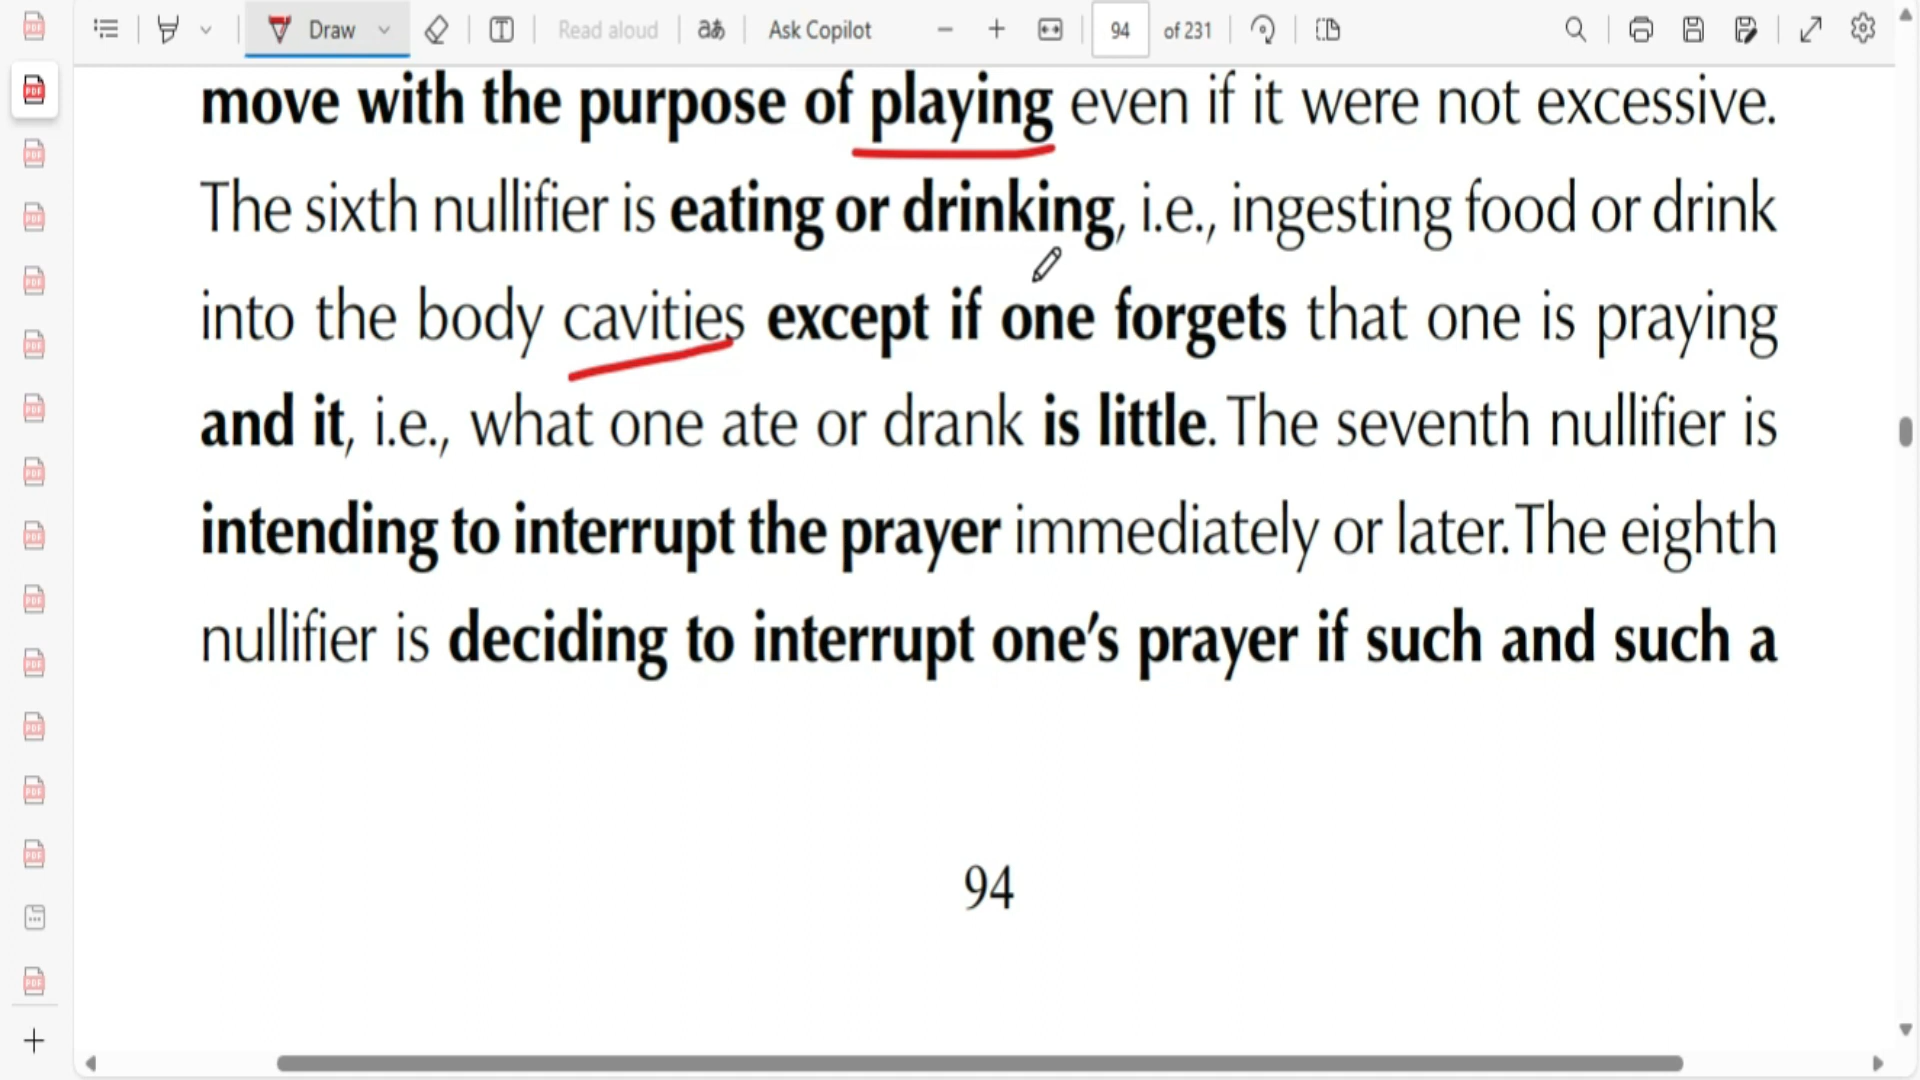 Draw
Read aloud
aあ
Ask Copilot
94
of 231
move with the purpose of playing even if it were not excessive.
The sixth nullifier is eating or drinking, i.e., ingesting food or drink
into the body cavities except if one forgets that one is praying
and it, i.e., what one ate or drank is little. The seventh nullifier is
intending to interrupt the prayer immediately or later. The eighth
nullifier is deciding to interrupt one’s prayer if such and such a
94